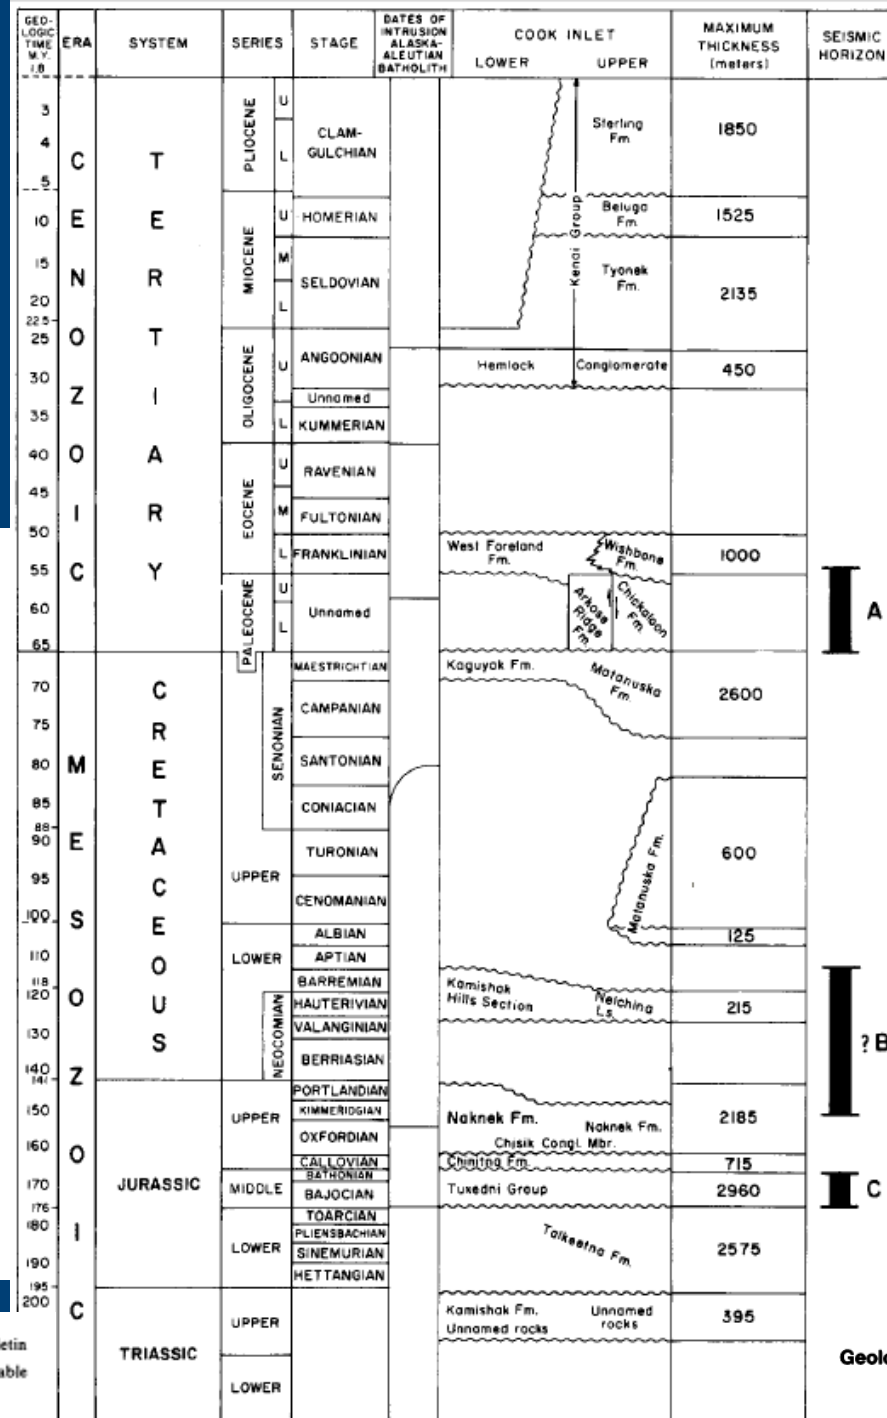 GEO-
LOGIC
TIME
M.Y.
ERA
SYSTEM
SERIES
STAGE
DATES OF
INTRUSION
ALASKA-
ALEUTIAN
BATHOLITH
COOK INLET
LOWER UPPER
MAXIMUM
THICKNESS
(meters)
SEISMIC
HORIZON
3
4
5
10
15
20
22.5
25
30
35
40
45
50
55
60
65
70
75
80
85
88
90
95
100
110
118
120
130
140
141
150
160
170
176
180
190
195
200
CENOZOIC
MESOZOIC
TERTIARY
CRETACEOUS
JURASSIC
TRIASSIC
PLIOCENE
U
L
MIOCENE
U
M
L
OLIGOCENE
U
L
EOCENE
U
M
L
PALEOCENE
U
L
SENONIAN
UPPER
LOWER
NEOCOMIAN
UPPER
MIDDLE
LOWER
UPPER
LOWER
CLAM-
GULCHIAN
HOMERIAN
SELDOVIAN
ANGOONIAN
Unnamed
KUMMERIAN
RAVENIAN
FULTONIAN
FRANKLINIAN
Unnamed
MAESTRICHTIAN
CAMPANIAN
SANTONIAN
CONIACIAN
TURONIAN
CENOMANIAN
ALBIAN
APTIAN
BARREMIAN
HAUTERIVIAN
VALANGINIAN
BERRIASIAN
PORTLANDIAN
KIMMERIDGIAN
OXFORDIAN
CALLOVIAN
BATHONIAN
BAJOCIAN
TOARCIAN
PLIENSBACHIAN
SINEMURIAN
HETTANGIAN
Kenai Group
Sterling
Fm.
Beluga
Fm.
Tyonek
Fm.
Hemlock Conglomerate
West Foreland
Fm.
Wishbone
Fm.
Arkose
Ridge
Fm.
Chickaloon
Fm.
Kaguyak Fm.
Matanuska
Fm.
Matanuska Fm.
Kamishak
Hills Section
Nelchina
Ls.
Naknek Fm.
Naknek Fm.
Chisik Congl. Mbr.
Chinitna Fm.
Tuxedni Group
Talkeetna Fm.
Kamishak Fm.
Unnamed rocks
Unnamed
rocks
1850
1525
2135
450
1000
2600
600
125
215
2185
715
2960
2575
395
A
? B
C
etin
able
Geolo